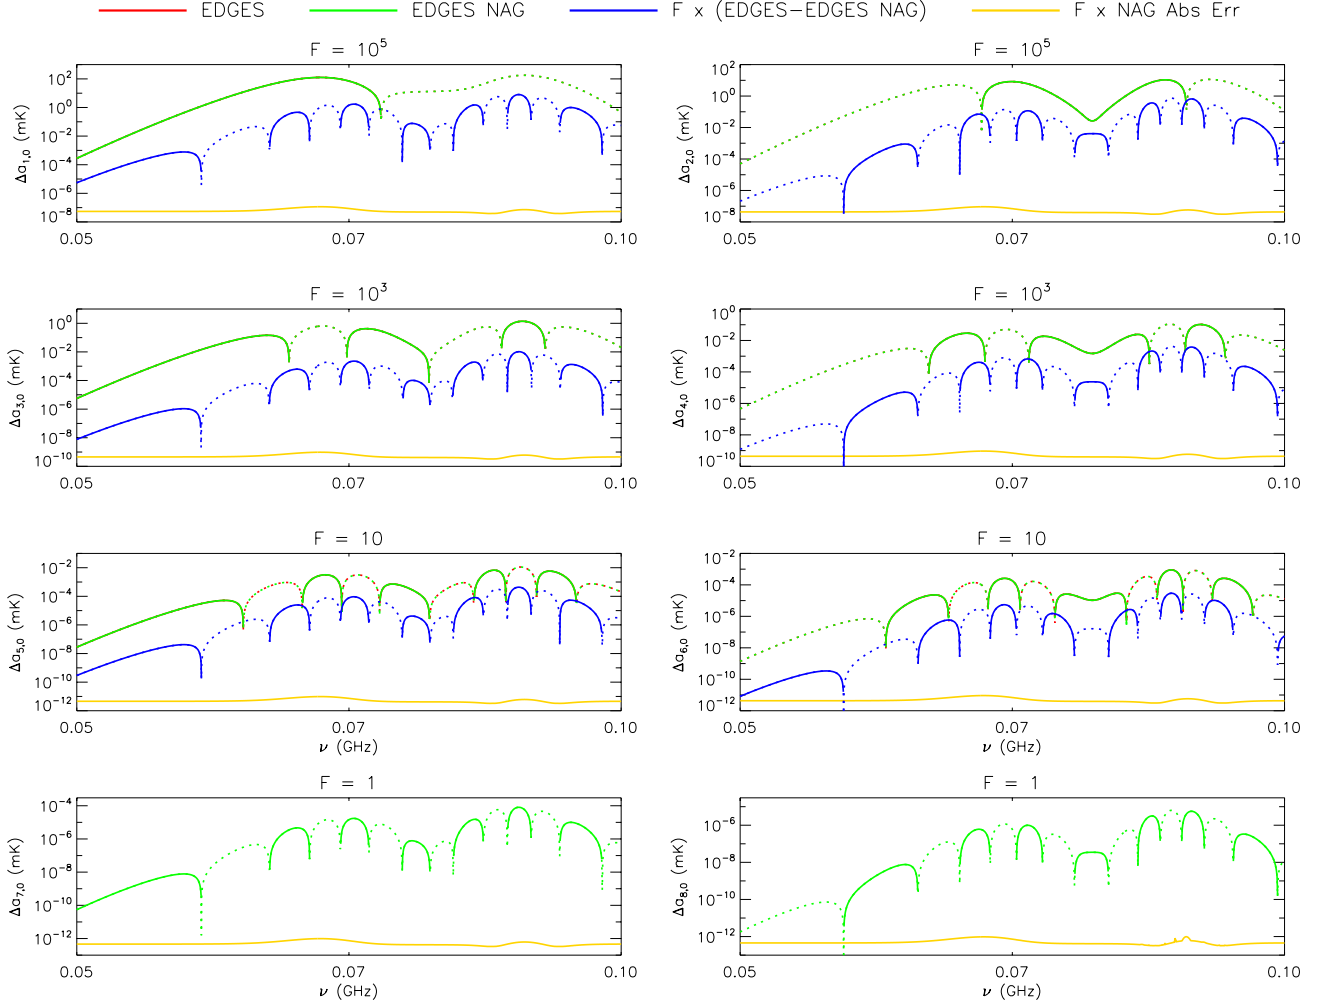 EDGES EDGES NAG F x (EDGES−EDGES NAG) F x NAG Abs Err
F = 10⁵
Δa₁,₀ (mK)
10² 10⁰ 10⁻² 10⁻⁴ 10⁻⁶ 10⁻⁸
0.05 0.07 0.10
F = 10⁵
Δa₂,₀ (mK)
10² 10⁰ 10⁻² 10⁻⁴ 10⁻⁶ 10⁻⁸
0.05 0.07 0.10
F = 10³
Δa₃,₀ (mK)
10⁰ 10⁻² 10⁻⁴ 10⁻⁶ 10⁻⁸ 10⁻¹⁰
0.05 0.07 0.10
F = 10³
Δa₄,₀ (mK)
10⁰ 10⁻² 10⁻⁴ 10⁻⁶ 10⁻⁸ 10⁻¹⁰
0.05 0.07 0.10
F = 10
Δa₅,₀ (mK)
10⁻² 10⁻⁴ 10⁻⁶ 10⁻⁸ 10⁻¹⁰ 10⁻¹²
0.05 0.07 0.10
ν (GHz)
F = 10
Δa₆,₀ (mK)
10⁻² 10⁻⁴ 10⁻⁶ 10⁻⁸ 10⁻¹⁰ 10⁻¹²
0.05 0.07 0.10
ν (GHz)
F = 1
Δa₇,₀ (mK)
10⁻⁴ 10⁻⁶ 10⁻⁸ 10⁻¹⁰ 10⁻¹²
0.05 0.07 0.10
ν (GHz)
F = 1
Δa₈,₀ (mK)
10⁻⁶ 10⁻⁸ 10⁻¹⁰ 10⁻¹²
0.05 0.07 0.10
ν (GHz)